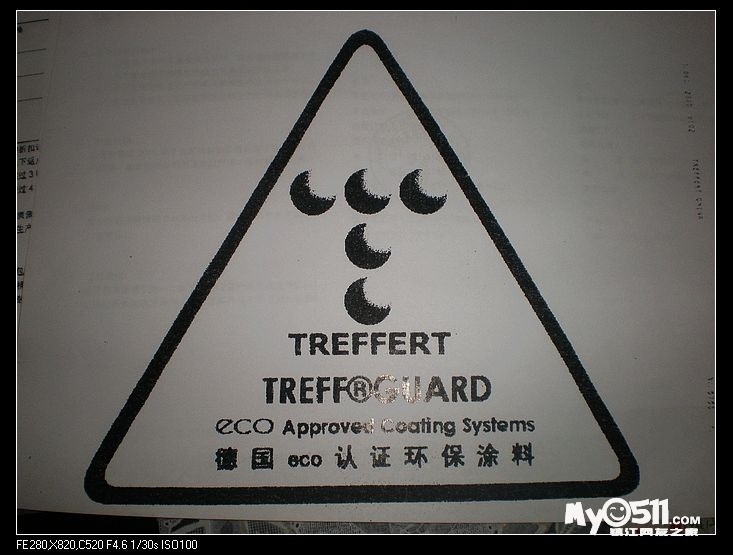 TREFFERT
TREFF®GUARD
eco Approved Coating Systems
德国 eco 认证环保涂料
MyO511.COM
镇江网友之家
FE280,X820,C520 F4.6 1/30s ISO100